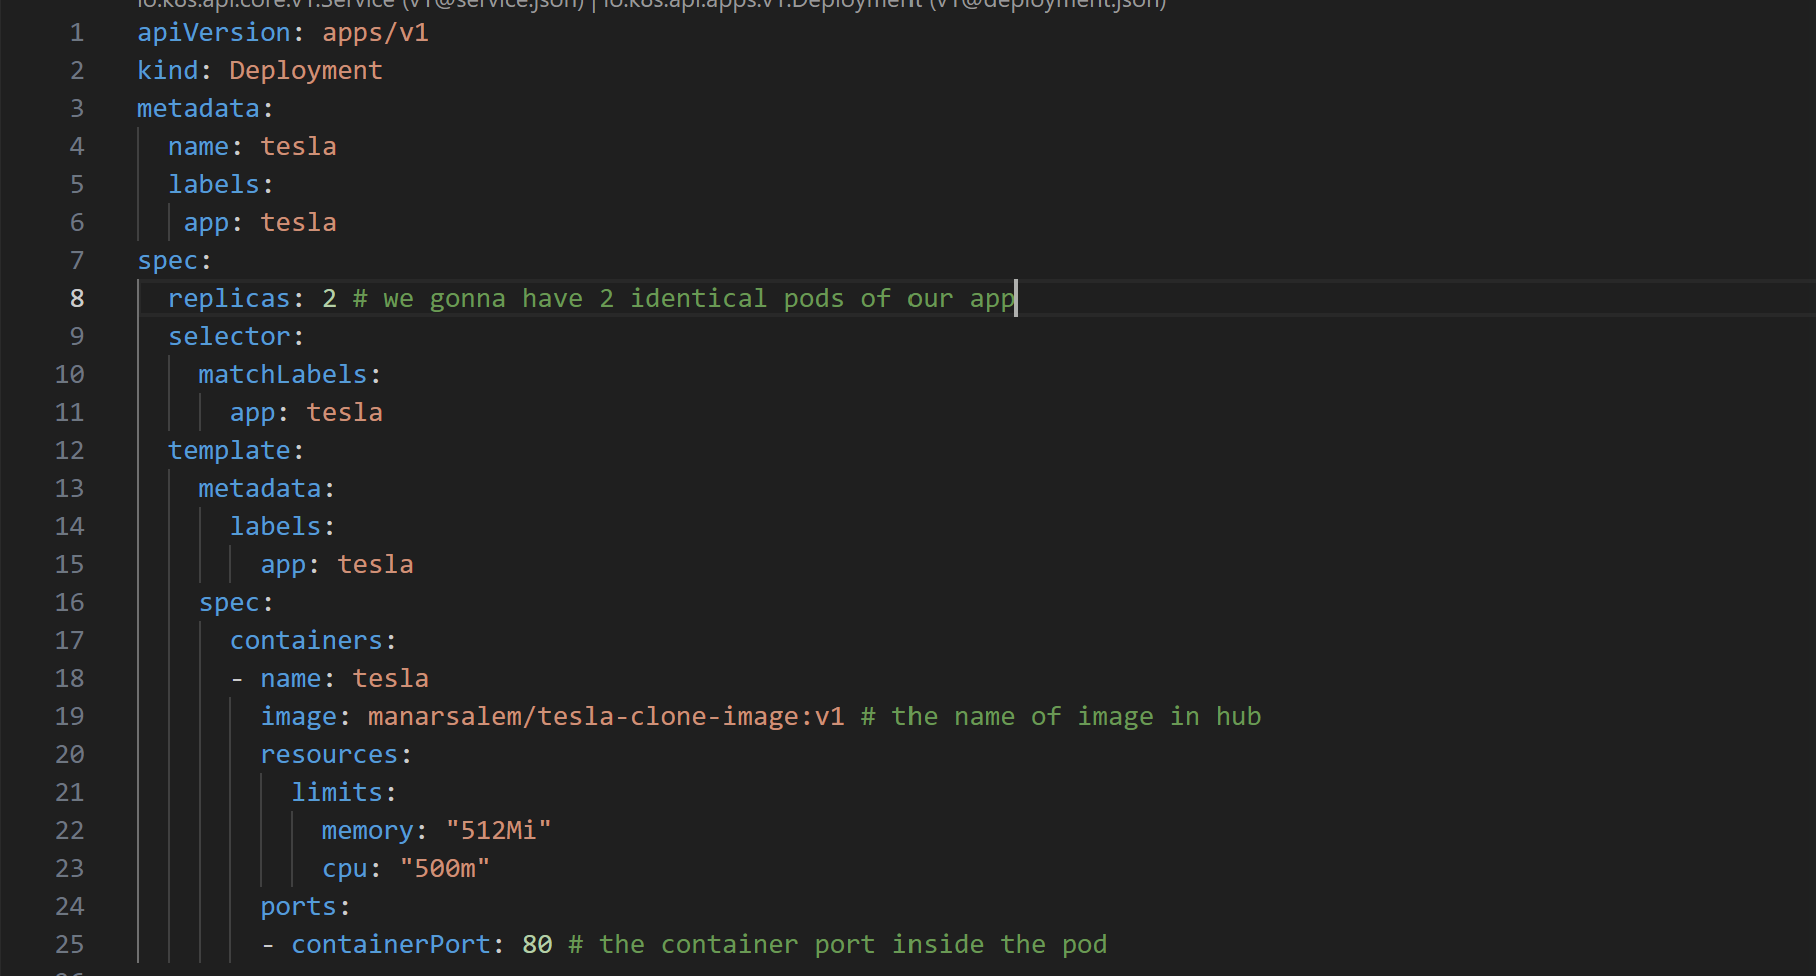 io.k8s.api.core.v1.Service (v1@service.json) | io.k8s.api.apps.v1.Deployment (v1@deployment.json)
1 apiVersion: apps/v1
2 kind: Deployment
3 metadata:
4   name: tesla
5   labels:
6    app: tesla
7 spec:
8   replicas: 2 # we gonna have 2 identical pods of our app
9   selector:
10     matchLabels:
11       app: tesla
12   template:
13     metadata:
14       labels:
15         app: tesla
16     spec:
17       containers:
18       - name: tesla
19         image: manarsalem/tesla-clone-image:v1 # the name of image in hub
20         resources:
21           limits:
22             memory: "512Mi"
23             cpu: "500m"
24         ports:
25         - containerPort: 80 # the container port inside the pod
26